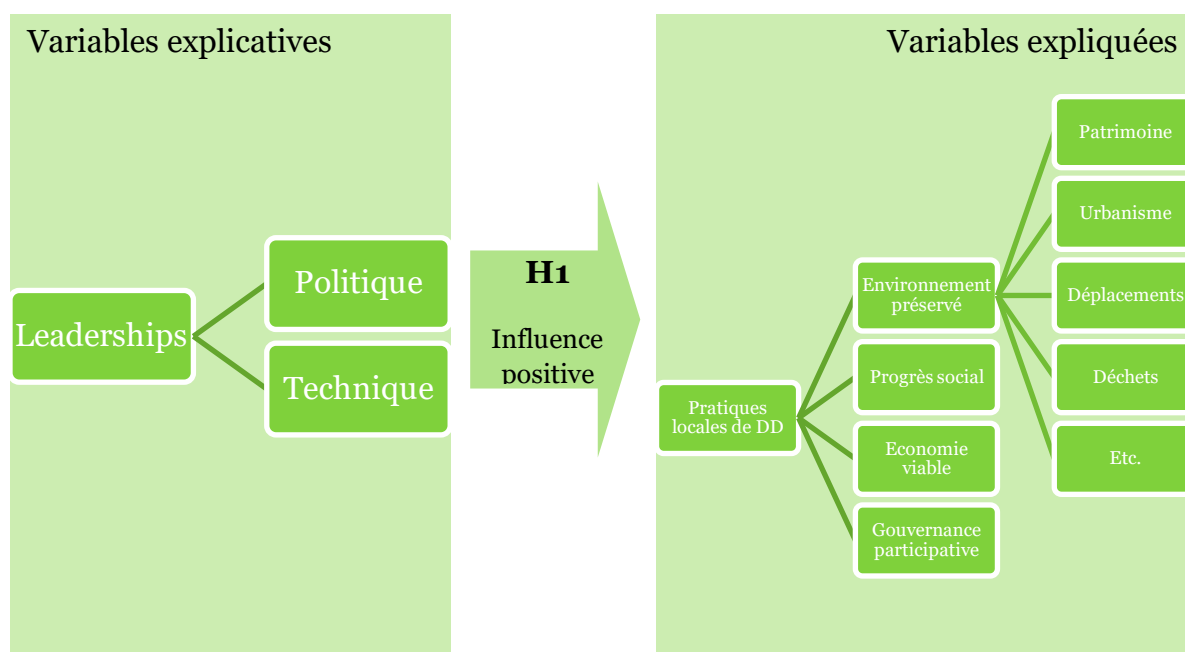 Variables explicatives
Leaderships
Politique
Technique
H1
Influence
positive
Variables expliquées
Pratiques
locales de DD
Environnement
préservé
Progrès social
Economie
viable
Gouvernance
participative
Patrimoine
Urbanisme
Déplacements
Déchets
Etc.